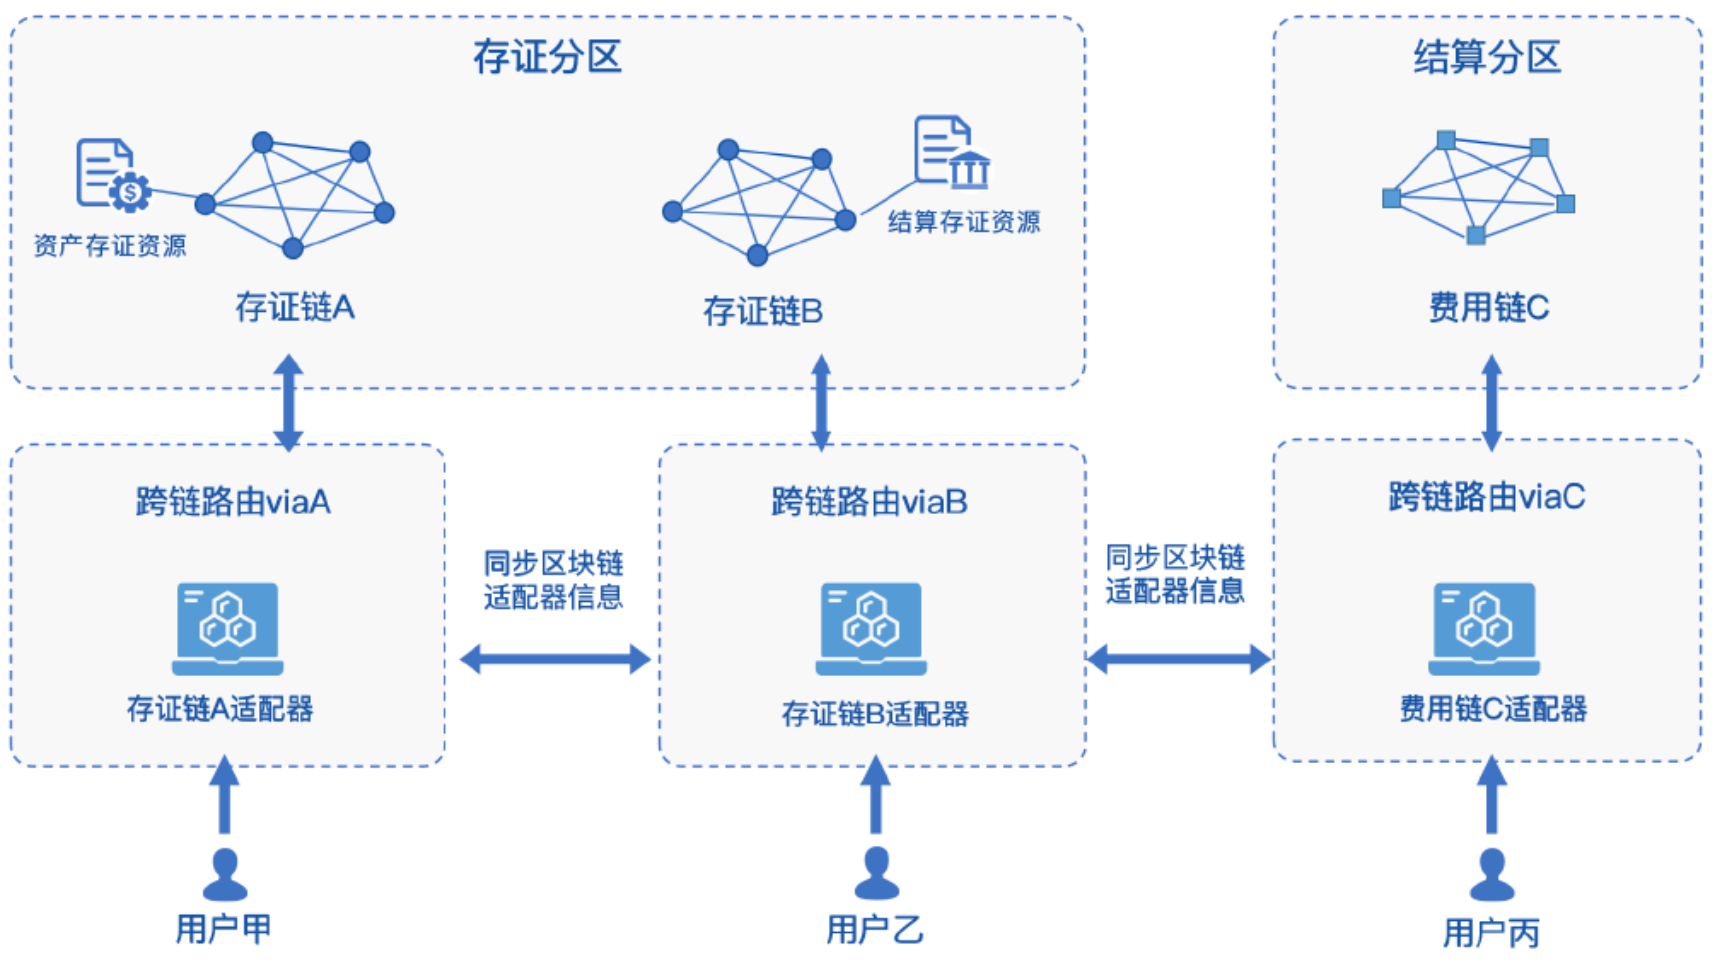 存证分区
结算分区
资产存证资源
结算存证资源
存证链A
存证链B
费用链C
跨链路由viaA
跨链路由viaB
跨链路由viaC
同步区块链
适配器信息
同步区块链
适配器信息
存证链A适配器
存证链B适配器
费用链C适配器
用户甲
用户乙
用户丙